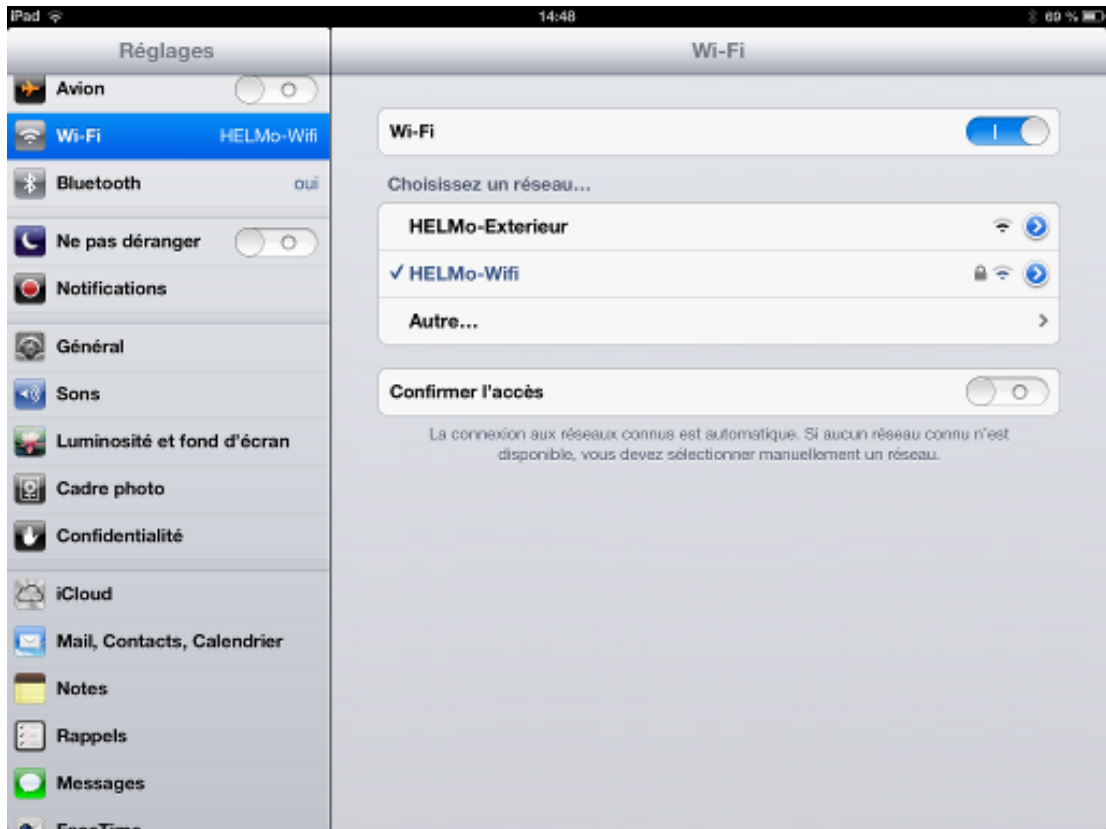 iPad
14:48
69 %
Réglages
Wi-Fi
Avion
Wi-Fi HELMo-Wifi
Bluetooth oui
Ne pas déranger
Notifications
Général
Sons
Luminosité et fond d'écran
Cadre photo
Confidentialité
iCloud
Mail, Contacts, Calendrier
Notes
Rappels
Messages
FaceTime
Wi-Fi
Choisissez un réseau...
HELMo-Exterieur
✓ HELMo-Wifi
Autre...
Confirmer l'accès
La connexion aux réseaux connus est automatique. Si aucun réseau connu n'est
disponible, vous devez sélectionner manuellement un réseau.